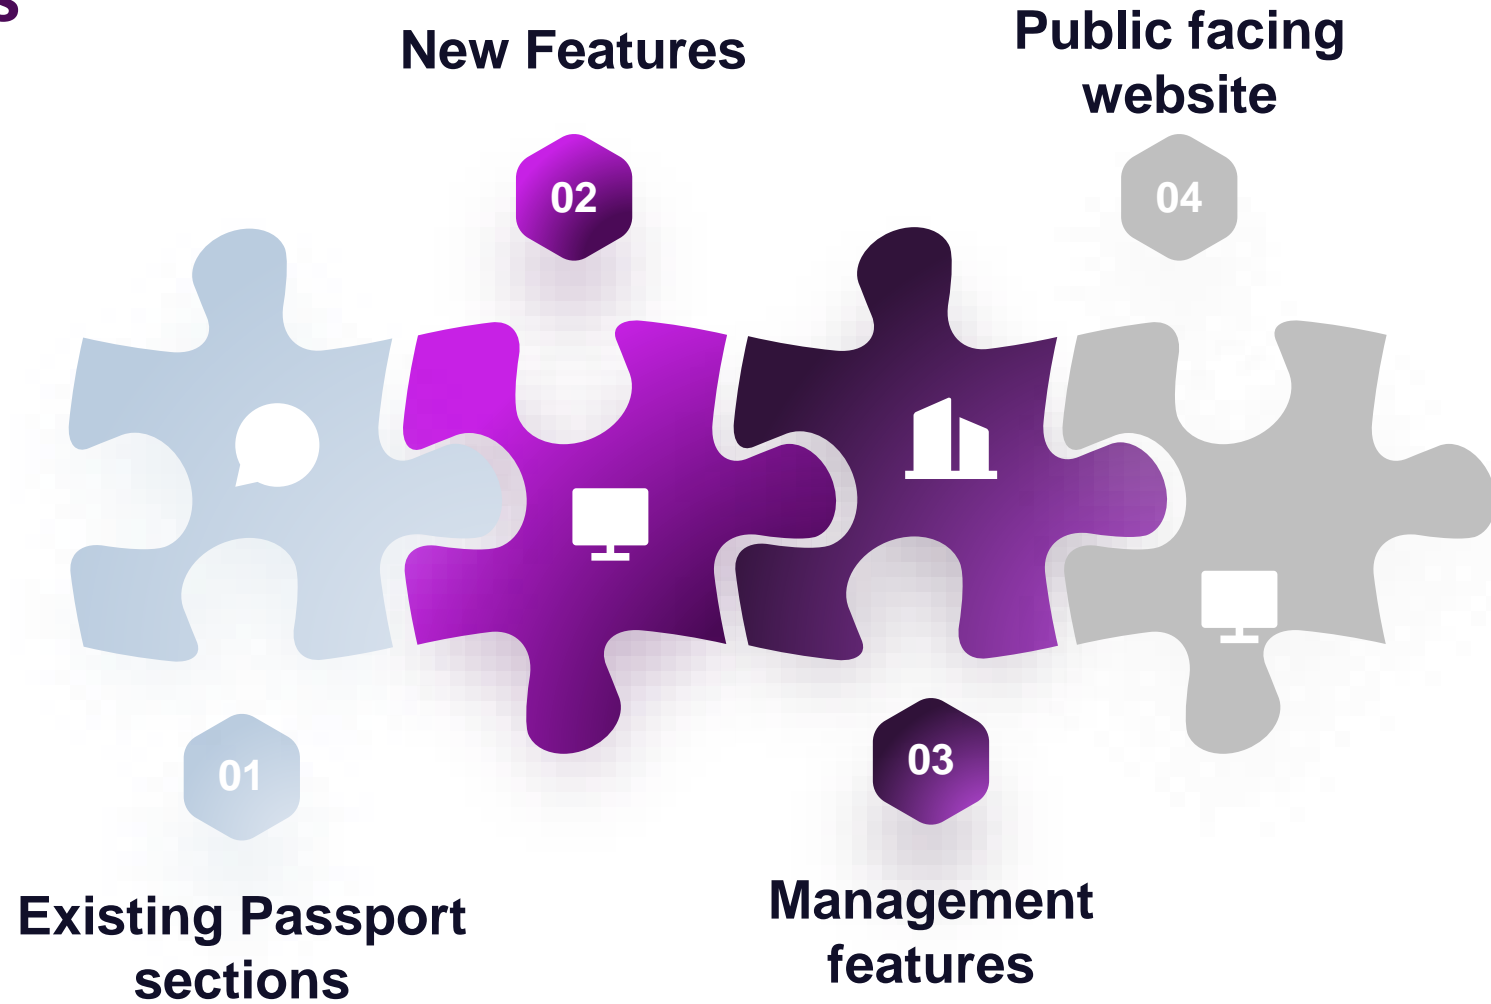 New Features
Public facing
website
02
04
01
03
Existing Passport
sections
Management
features